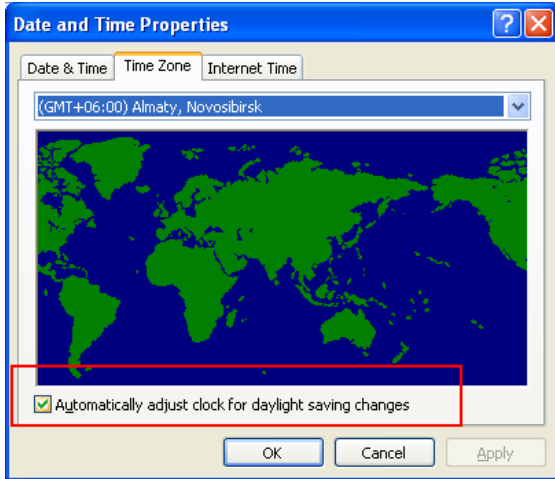 Date and Time Properties
?
Date & Time
Time Zone
Internet Time
(GMT+06:00) Almaty, Novosibirsk
Automatically adjust clock for daylight saving changes
OK
Cancel
Apply